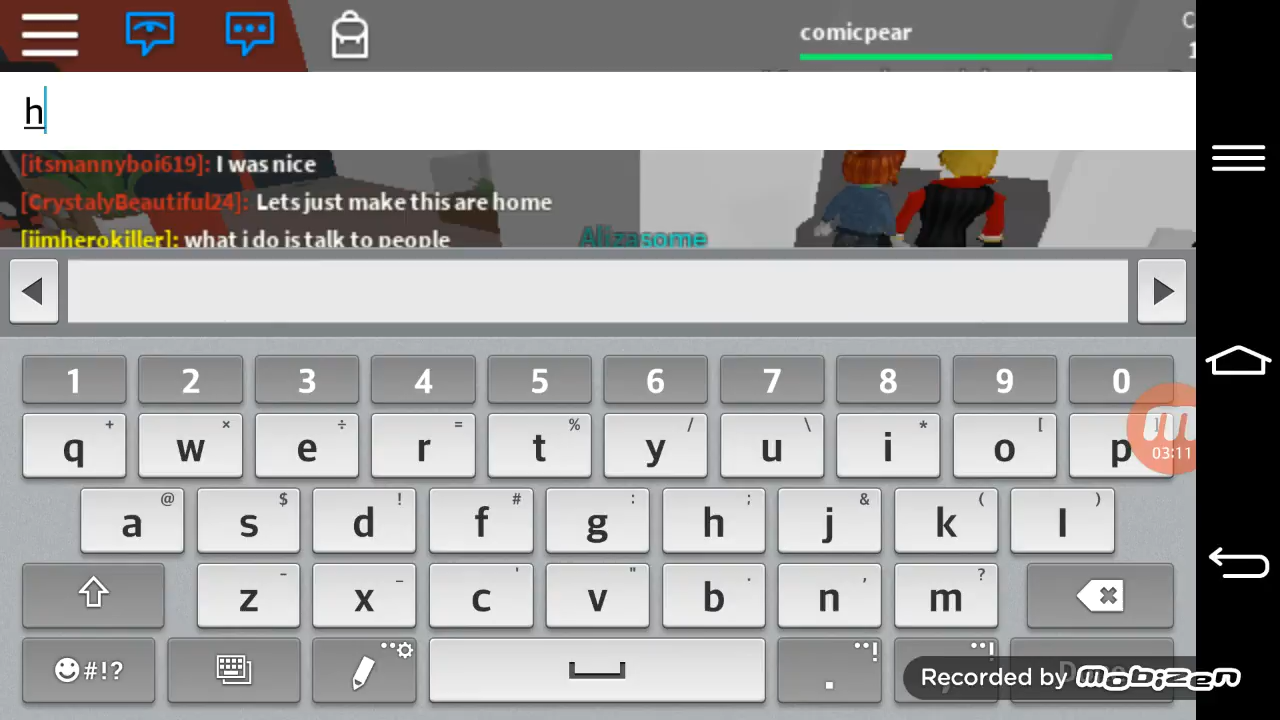 comicpear
h
[itsmannyboi619]: I was nice
[CrystalyBeautiful24]: Lets just make this are home
[jimherokiller]: what i do is talk to people
Alizasome
1 2 3 4 5 6 7 8 9 0
+ × ÷ = % / \ * [ ]
q w e r t y u i o p
03:11
@ $ ! # : ; & ( )
a s d f g h j k l
- _ ' " . , ?
z x c v b n m
#!? . ,
Recorded by mobizen